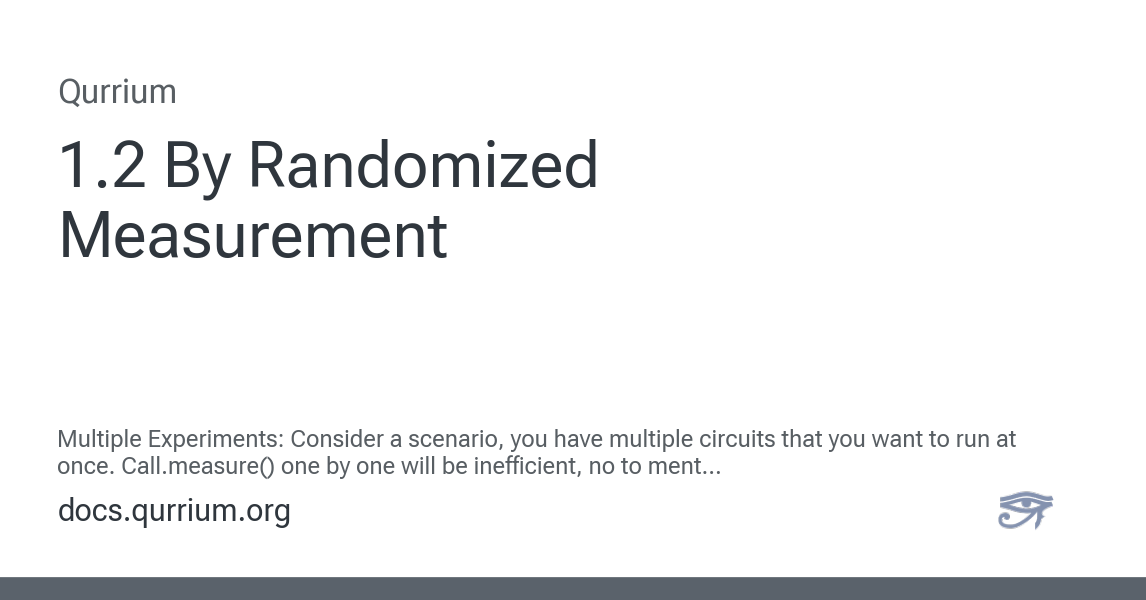 Qurrium
1.2 By Randomized
Measurement
Multiple Experiments: Consider a scenario, you have multiple circuits that you want to run at
once. Call.measure() one by one will be inefficient, no to ment...
docs.qurrium.org